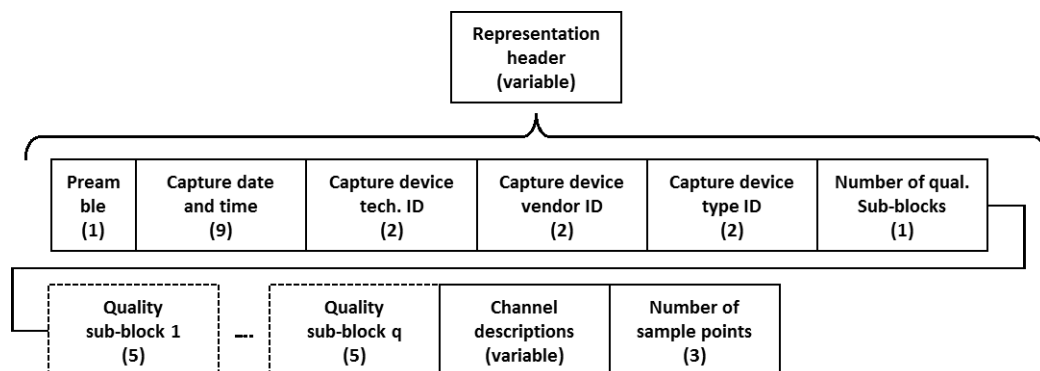 Representation
header
(variable)
Pream
ble
(1)
Capture date
and time
(9)
Capture device
tech. ID
(2)
Capture device
vendor ID
(2)
Capture device
type ID
(2)
Number of qual.
Sub-blocks
(1)
Quality
sub-block 1
(5)
....
Quality
sub-block q
(5)
Channel
descriptions
(variable)
Number of
sample points
(3)